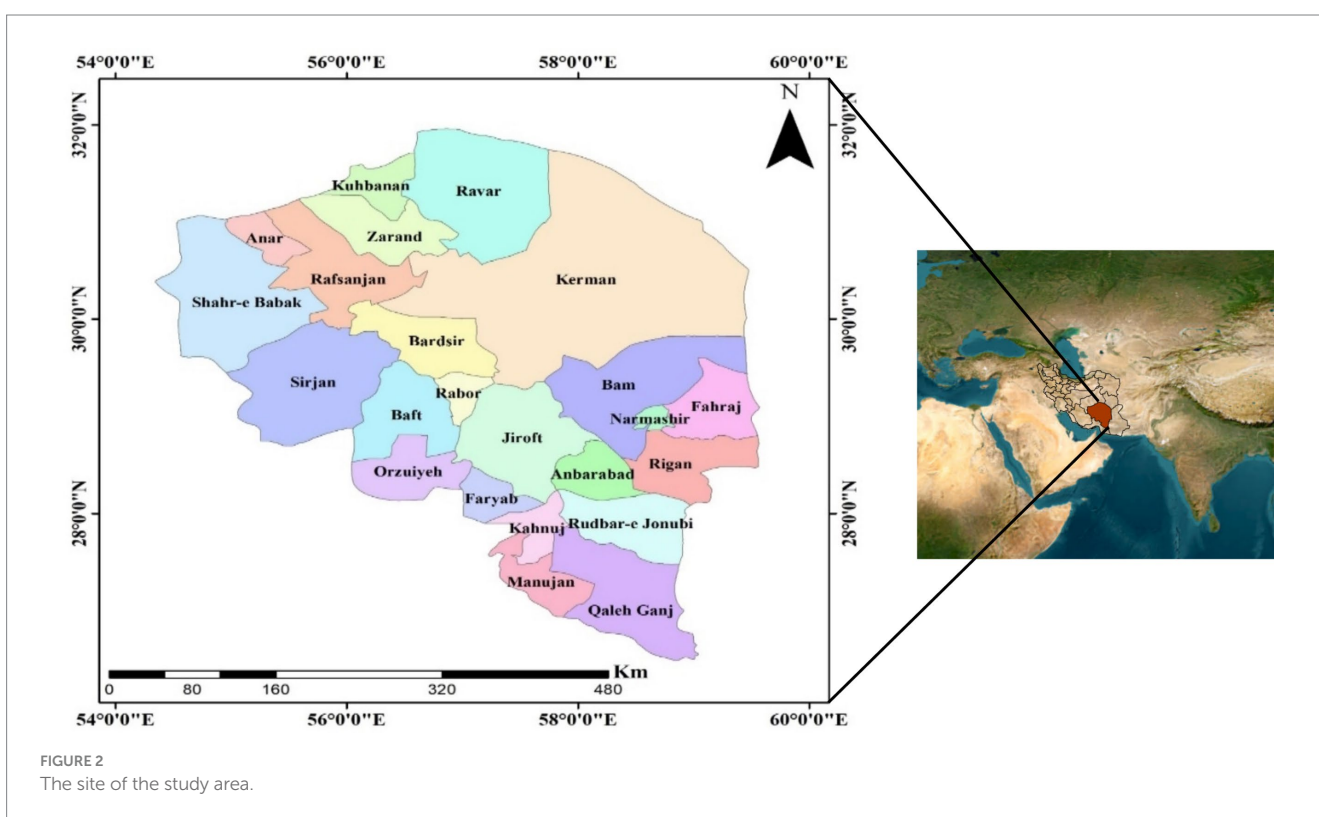 54°0'0"E
56°0'0"E
58°0'0"E
60°0'0"E
32°0'0"N
32°0'0"N
N
Kuhbanan
Ravar
Anar
Zarand
Rafsanjan
Kerman
Shahr-e Babak
30°0'0"N
30°0'0"N
Bardsir
Sirjan
Rabor
Bam
Baft
Narmashir
Fahraj
Jiroft
Orzuiyeh
Anbarabad
Rigan
Faryab
28°0'0"N
28°0'0"N
Kahnuj
Rudbar-e Jonubi
Manujan
Qaleh Ganj
Km
0
80
160
320
480
54°0'0"E
56°0'0"E
58°0'0"E
60°0'0"E
FIGURE 2
The site of the study area.